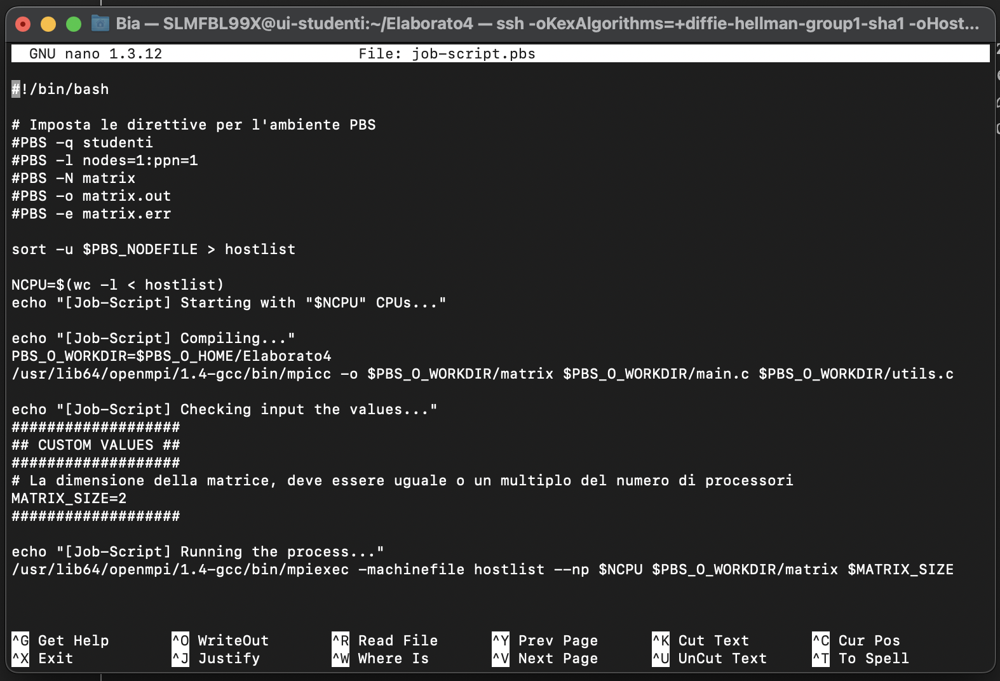 Bia — SLMFBL99X@ui-studenti:~/Elaborato4 — ssh -oKexAlgorithms=+diffie-hellman-group1-sha1 -oHost...
GNU nano 1.3.12 File: job-script.pbs
#!/bin/bash
# Imposta le direttive per l'ambiente PBS
#PBS -q studenti
#PBS -l nodes=1:ppn=1
#PBS -N matrix
#PBS -o matrix.out
#PBS -e matrix.err
sort -u $PBS_NODEFILE > hostlist
NCPU=$(wc -l < hostlist)
echo "[Job-Script] Starting with "$NCPU" CPUs..."
echo "[Job-Script] Compiling..."
PBS_O_WORKDIR=$PBS_O_HOME/Elaborato4
/usr/lib64/openmpi/1.4-gcc/bin/mpicc -o $PBS_O_WORKDIR/matrix $PBS_O_WORKDIR/main.c $PBS_O_WORKDIR/utils.c
echo "[Job-Script] Checking input the values..."
###################
## CUSTOM VALUES ##
###################
# La dimensione della matrice, deve essere uguale o un multiplo del numero di processori
MATRIX_SIZE=2
###################
echo "[Job-Script] Running the process..."
/usr/lib64/openmpi/1.4-gcc/bin/mpiexec -machinefile hostlist --np $NCPU $PBS_O_WORKDIR/matrix $MATRIX_SIZE
^G Get Help ^O WriteOut ^R Read File ^Y Prev Page ^K Cut Text ^C Cur Pos
^X Exit ^J Justify ^W Where Is ^V Next Page ^U UnCut Text ^T To Spell